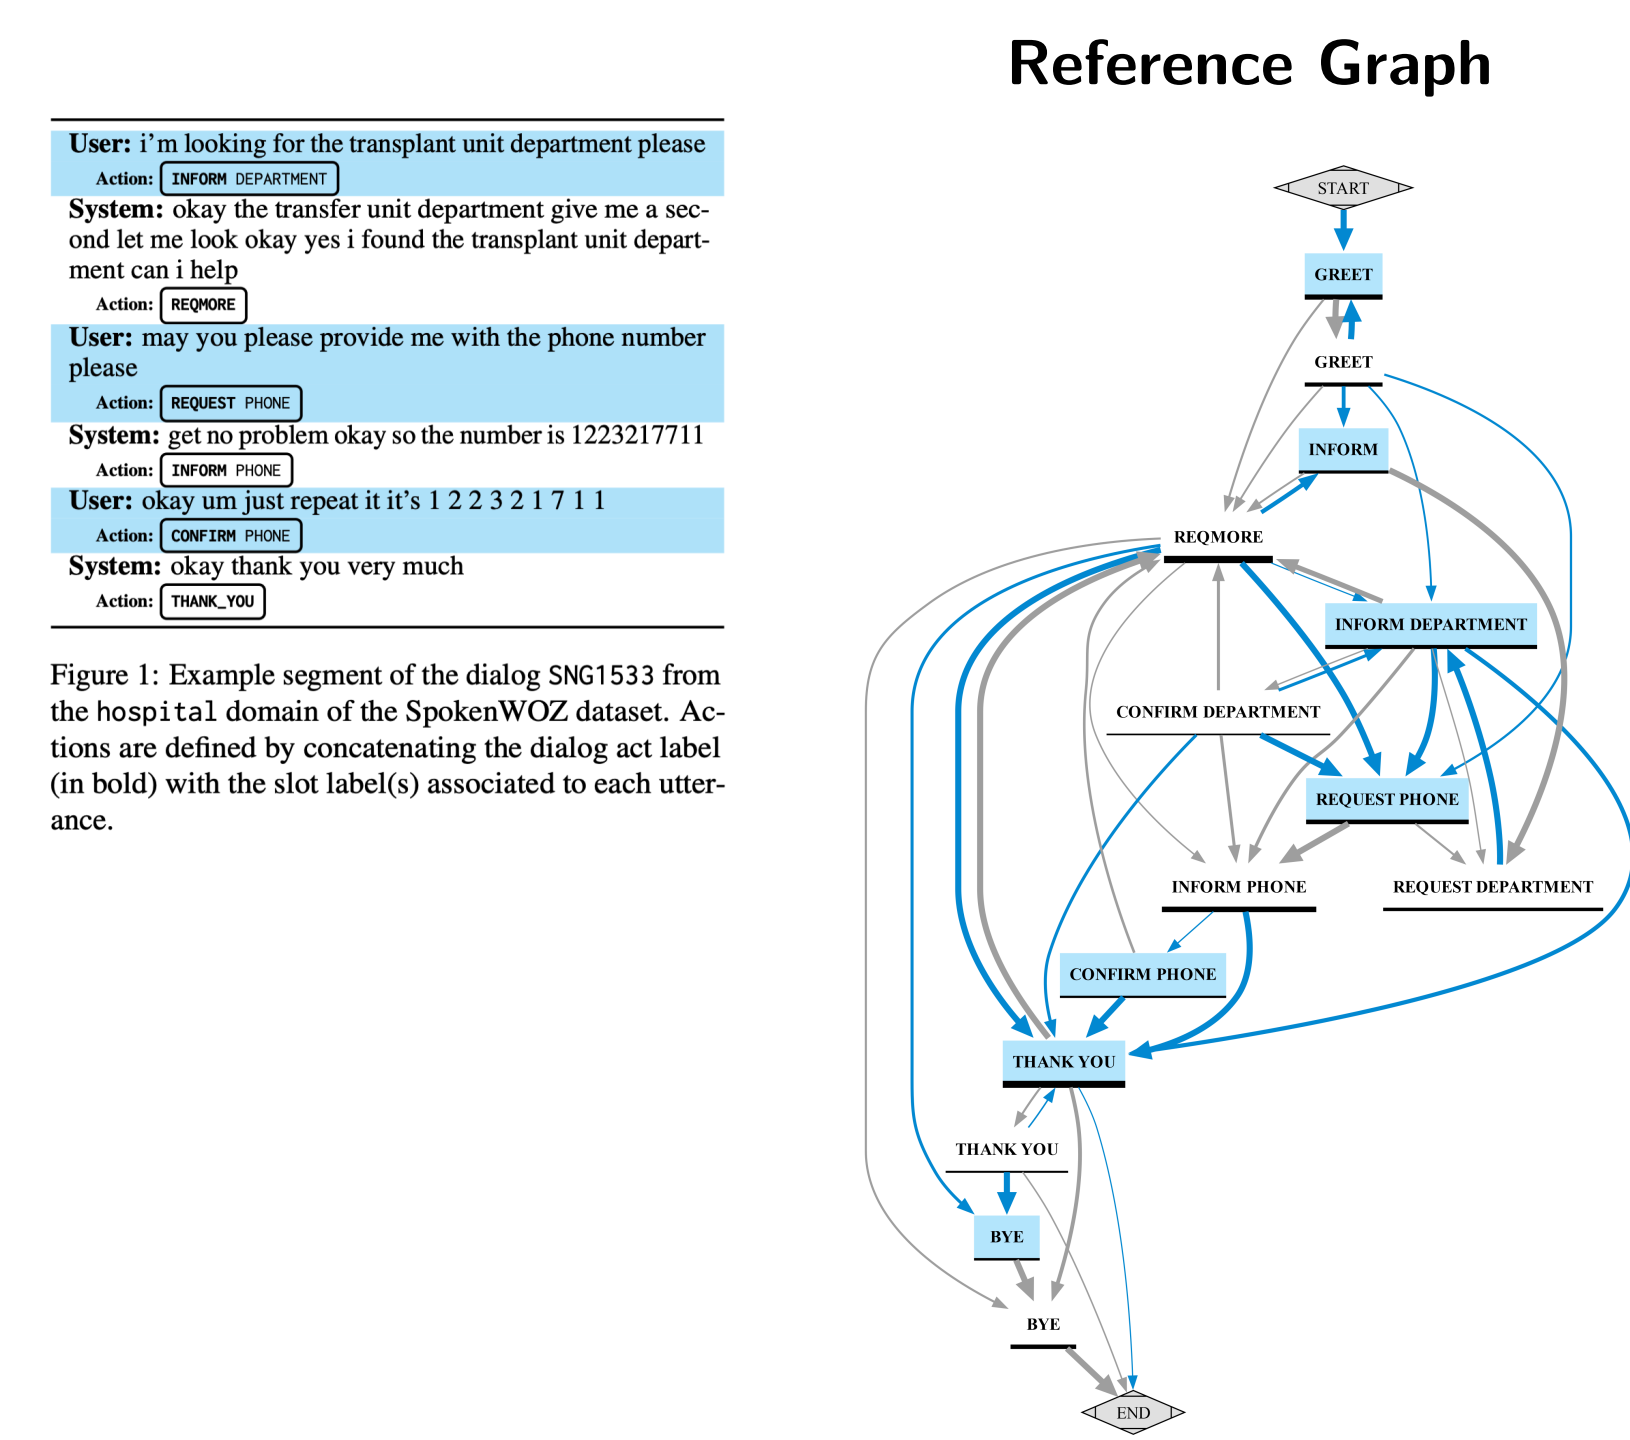 Reference Graph
User: i’m looking for the transplant unit department please
Action: INFORM DEPARTMENT
System: okay the transfer unit department give me a sec-
ond let me look okay yes i found the transplant unit depart-
ment can i help
Action: REQMORE
User: may you please provide me with the phone number
please
Action: REQUEST PHONE
System: get no problem okay so the number is 1223217711
Action: INFORM PHONE
User: okay um just repeat it it’s 1 2 2 3 2 1 7 1 1
Action: CONFIRM PHONE
System: okay thank you very much
Action: THANK_YOU
Figure 1: Example segment of the dialog SNG1533 from
the hospital domain of the SpokenWOZ dataset. Ac-
tions are defined by concatenating the dialog act label
(in bold) with the slot label(s) associated to each utter-
ance.
START
GREET
GREET
INFORM
REQMORE
INFORM DEPARTMENT
CONFIRM DEPARTMENT
REQUEST PHONE
INFORM PHONE
REQUEST DEPARTMENT
CONFIRM PHONE
THANK YOU
THANK YOU
BYE
BYE
END